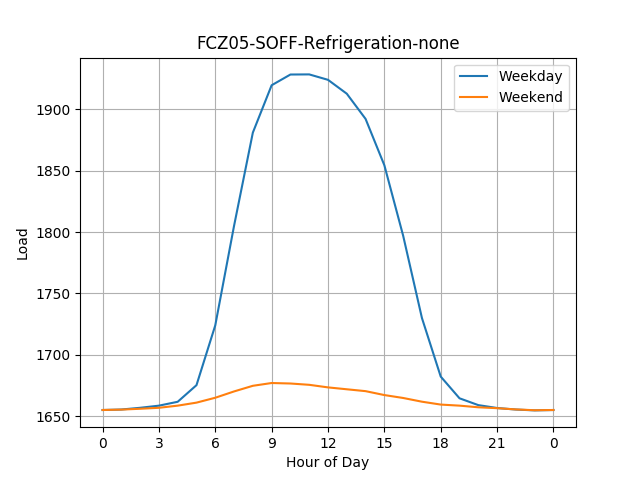 FCZ05-SOFF-Refrigeration-none
Weekday
Weekend
1900
1850
1800
1750
1700
1650
Load
0 3 6 9 12 15 18 21 0
Hour of Day